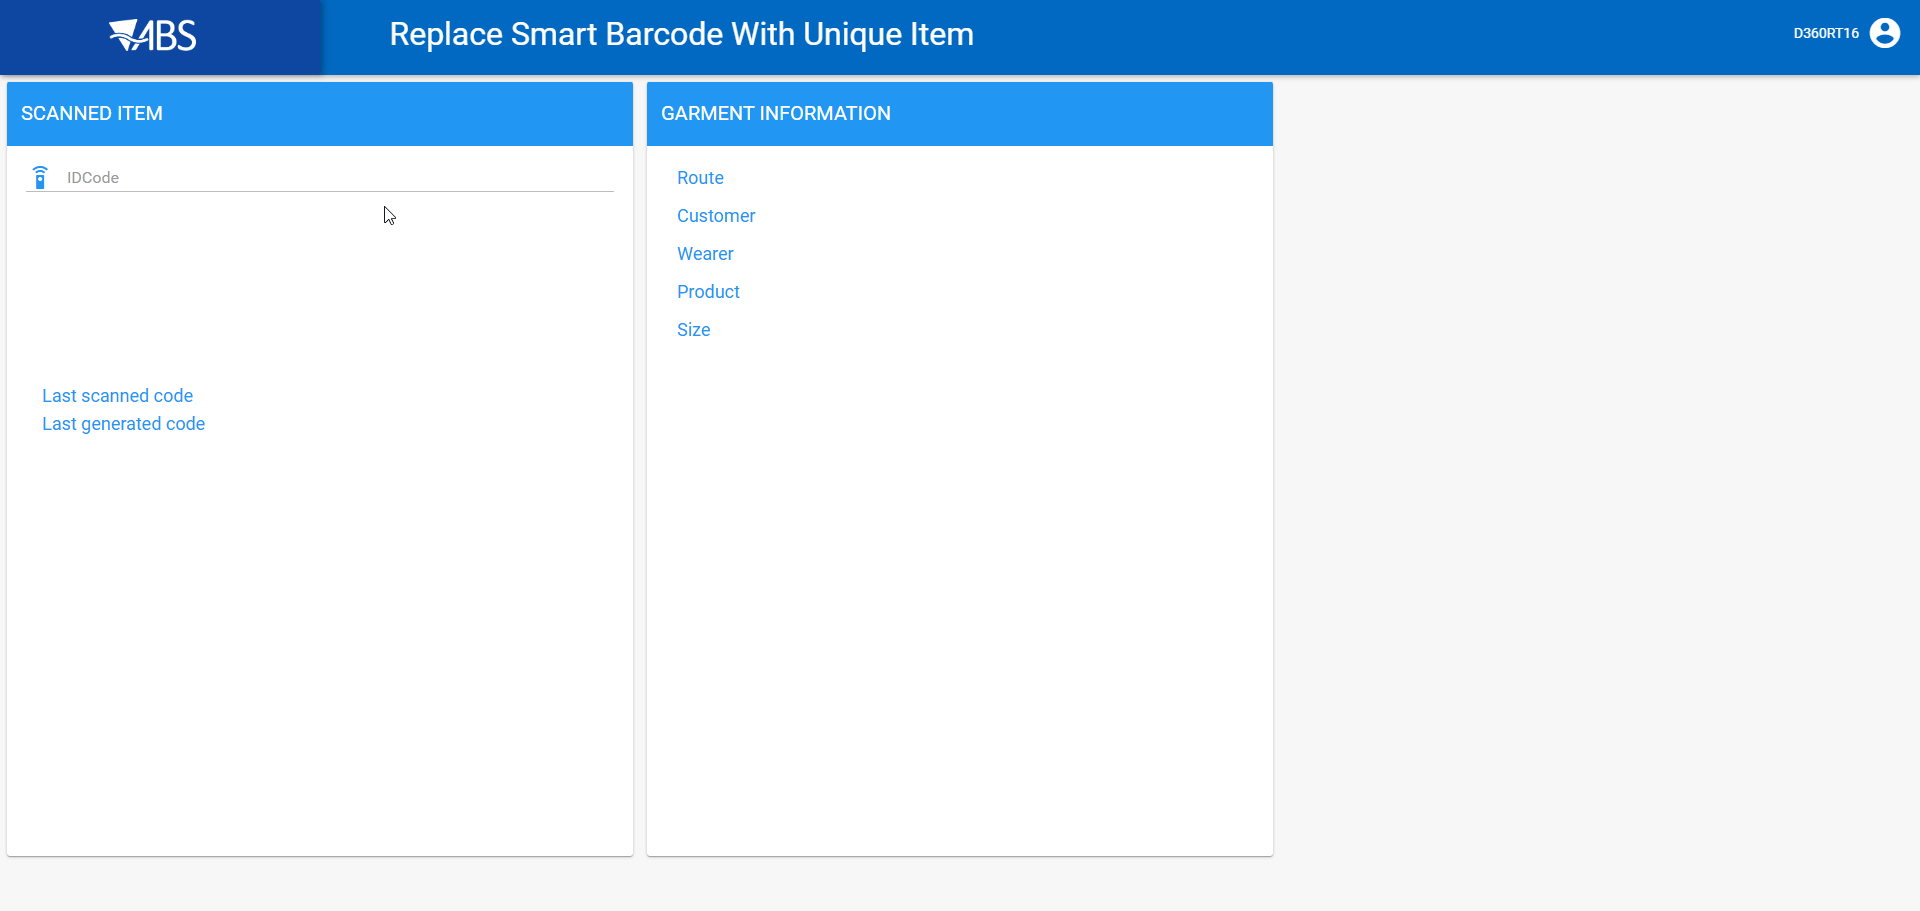 ABS
Replace Smart Barcode With Unique Item
D360RT16
SCANNED ITEM
IDCode
Last scanned code
Last generated code
GARMENT INFORMATION
Route
Customer
Wearer
Product
Size